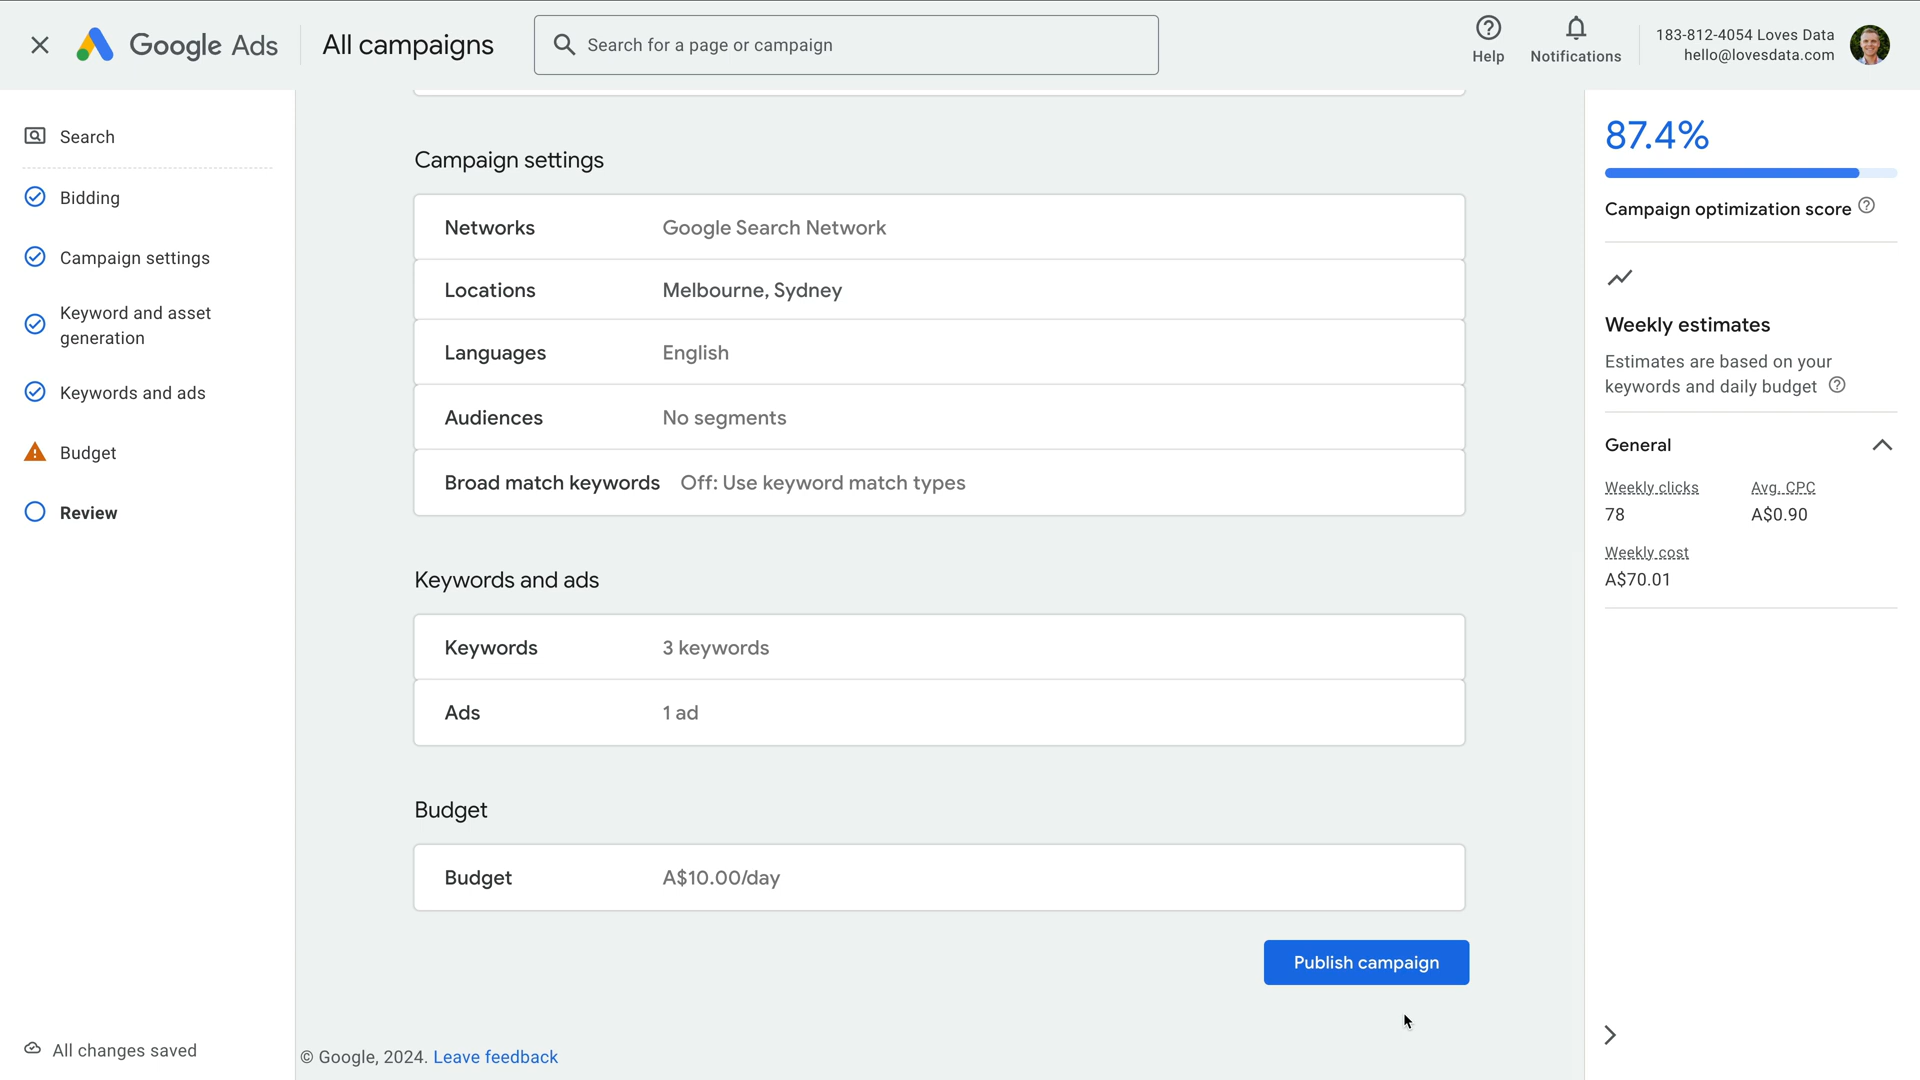 Google Ads
All campaigns
Search for a page or campaign
Help
Notifications
183-812-4054 Loves Data
hello@lovesdata.com
Search
Bidding
Campaign settings
Keyword and asset
generation
Keywords and ads
Budget
Review
All changes saved
Campaign settings
Networks Google Search Network
Locations Melbourne, Sydney
Languages English
Audiences No segments
Broad match keywords Off: Use keyword match types
Keywords and ads
Keywords 3 keywords
Ads 1 ad
Budget
Budget A$10.00/day
Publish campaign
© Google, 2024. Leave feedback
87.4%
Campaign optimization score
Weekly estimates
Estimates are based on your
keywords and daily budget
General
Weekly clicks Avg. CPC
78 A$0.90
Weekly cost
A$70.01